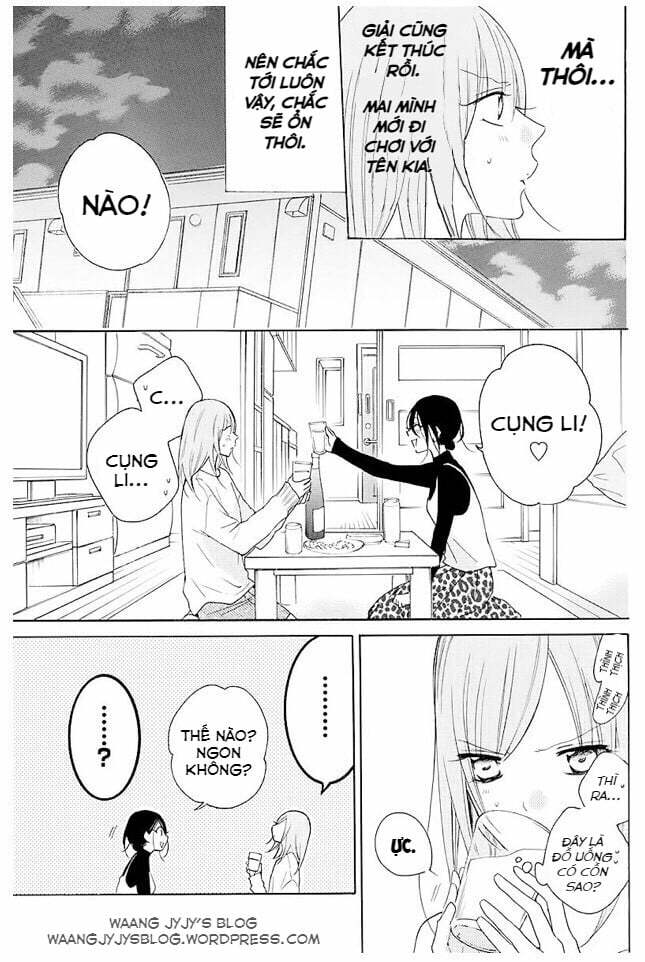 MÀ
THÔI...
GIẢI CŨNG
KẾT THÚC
RỒI.
MAI MÌNH
MỚI ĐI
CHƠI VỚI
TÊN KIA.
NÊN CHẮC
TỚI LUÔN
VẬY, CHẮC
SẼ ỔN
THÔI.
NÀO!
CỤNG LI!
♡
C...
CỤNG
LI...
THÌNH
THỊCH
THÌNH
THỊCH
THÌ
RA...
ĐÂY LÀ
ĐỒ UỐNG
CÓ CỒN
SAO?
ỰC.
........
THẾ NÀO?
NGON
KHÔNG?
......?
WAANG JYJY'S BLOG
WAANGJYJYSBLOG.WORDPRESS.COM